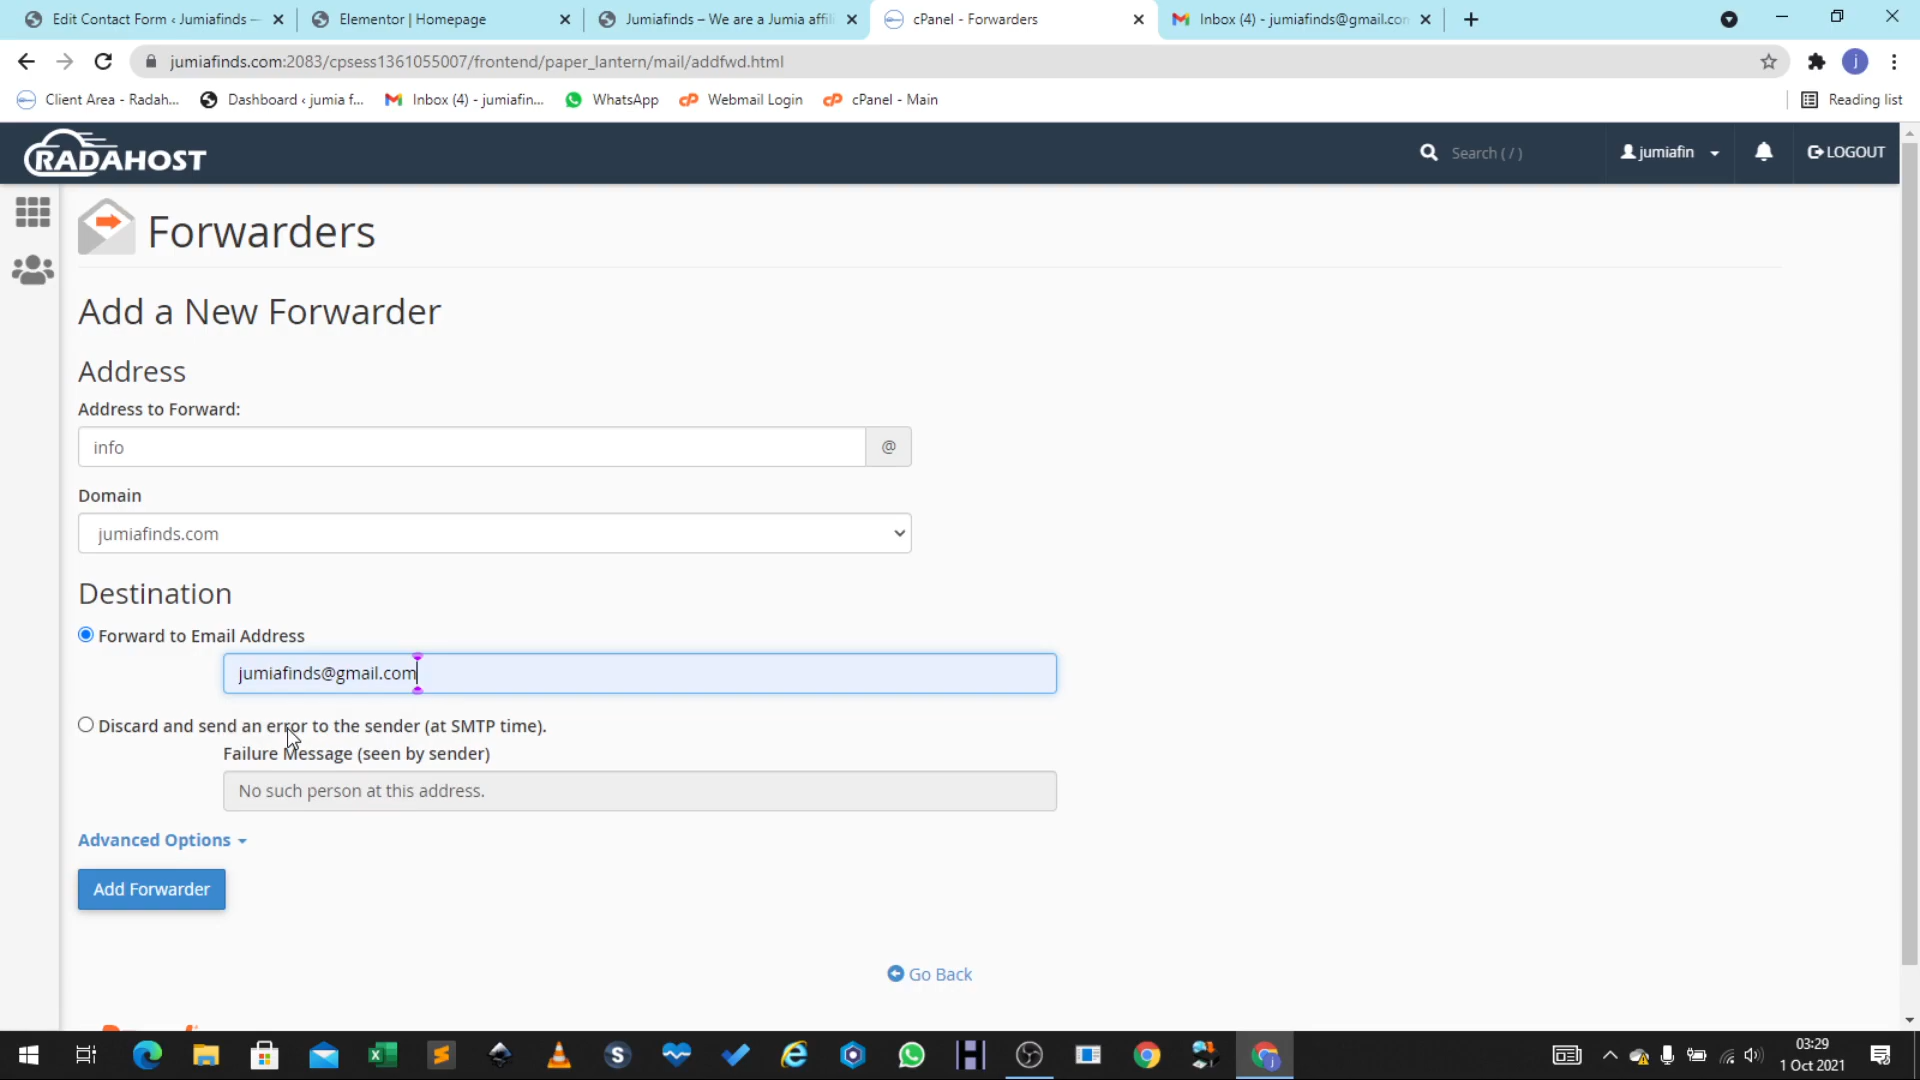 Edit Contact Form ‹ Jumiafinds —
Elementor | Homepage
Jumiafinds – We are a Jumia affili
cPanel - Forwarders
Inbox (4) - jumiafinds@gmail.com
jumiafinds.com:2083/cpsess1361055007/frontend/paper_lantern/mail/addfwd.html
j
Client Area - Radah...
Dashboard ‹ jumia f...
Inbox (4) - jumiafin...
WhatsApp
Webmail Login
cPanel - Main
Reading list
RADAHOST
Search ( / )
jumiafin
LOGOUT
Forwarders
Add a New Forwarder
Address
Address to Forward:
info
@
Domain
jumiafinds.com
Destination
Forward to Email Address
jumiafinds@gmail.com
Discard and send an error to the sender (at SMTP time).
Failure Message (seen by sender)
No such person at this address.
Advanced Options
Add Forwarder
Go Back
03:29
1 Oct 2021